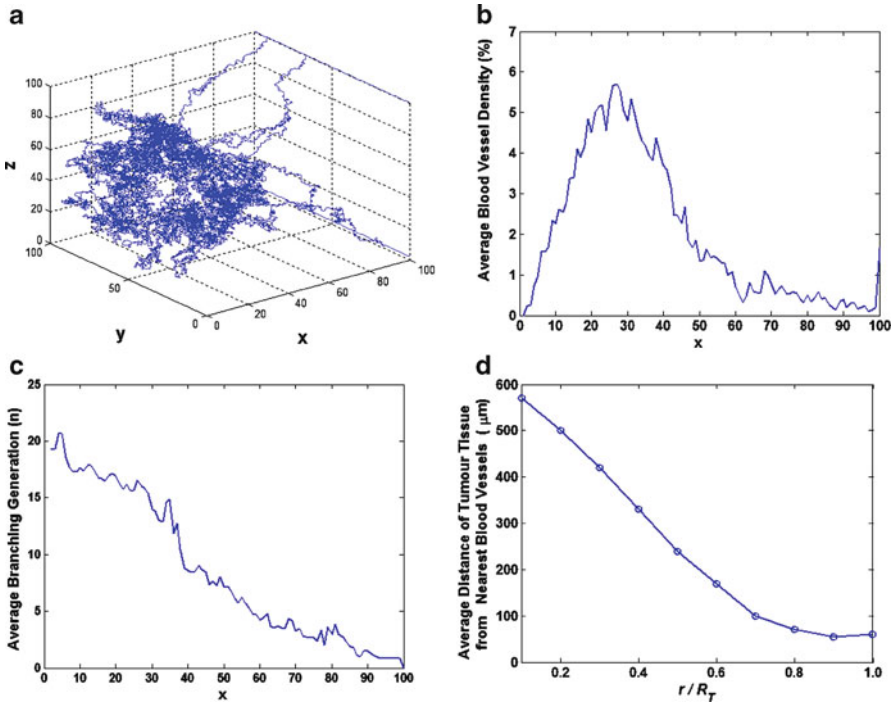 a
100
80
60
40
20
0
z
100
50
0
y
0
20
40
60
80
100
x
b
7
6
5
4
3
2
1
0
Average Blood Vessel Density (%)
0 10 20 30 40 50 60 70 80 90 100
x
c
25
20
15
10
5
0
Average Branching Generation (n)
0 10 20 30 40 50 60 70 80 90 100
x
d
600
500
400
300
200
100
0
Average Distance of Tumour Tissue
from Nearest Blood Vessels ( μm)
0.2 0.4 0.6 0.8 1.0
r / R_T